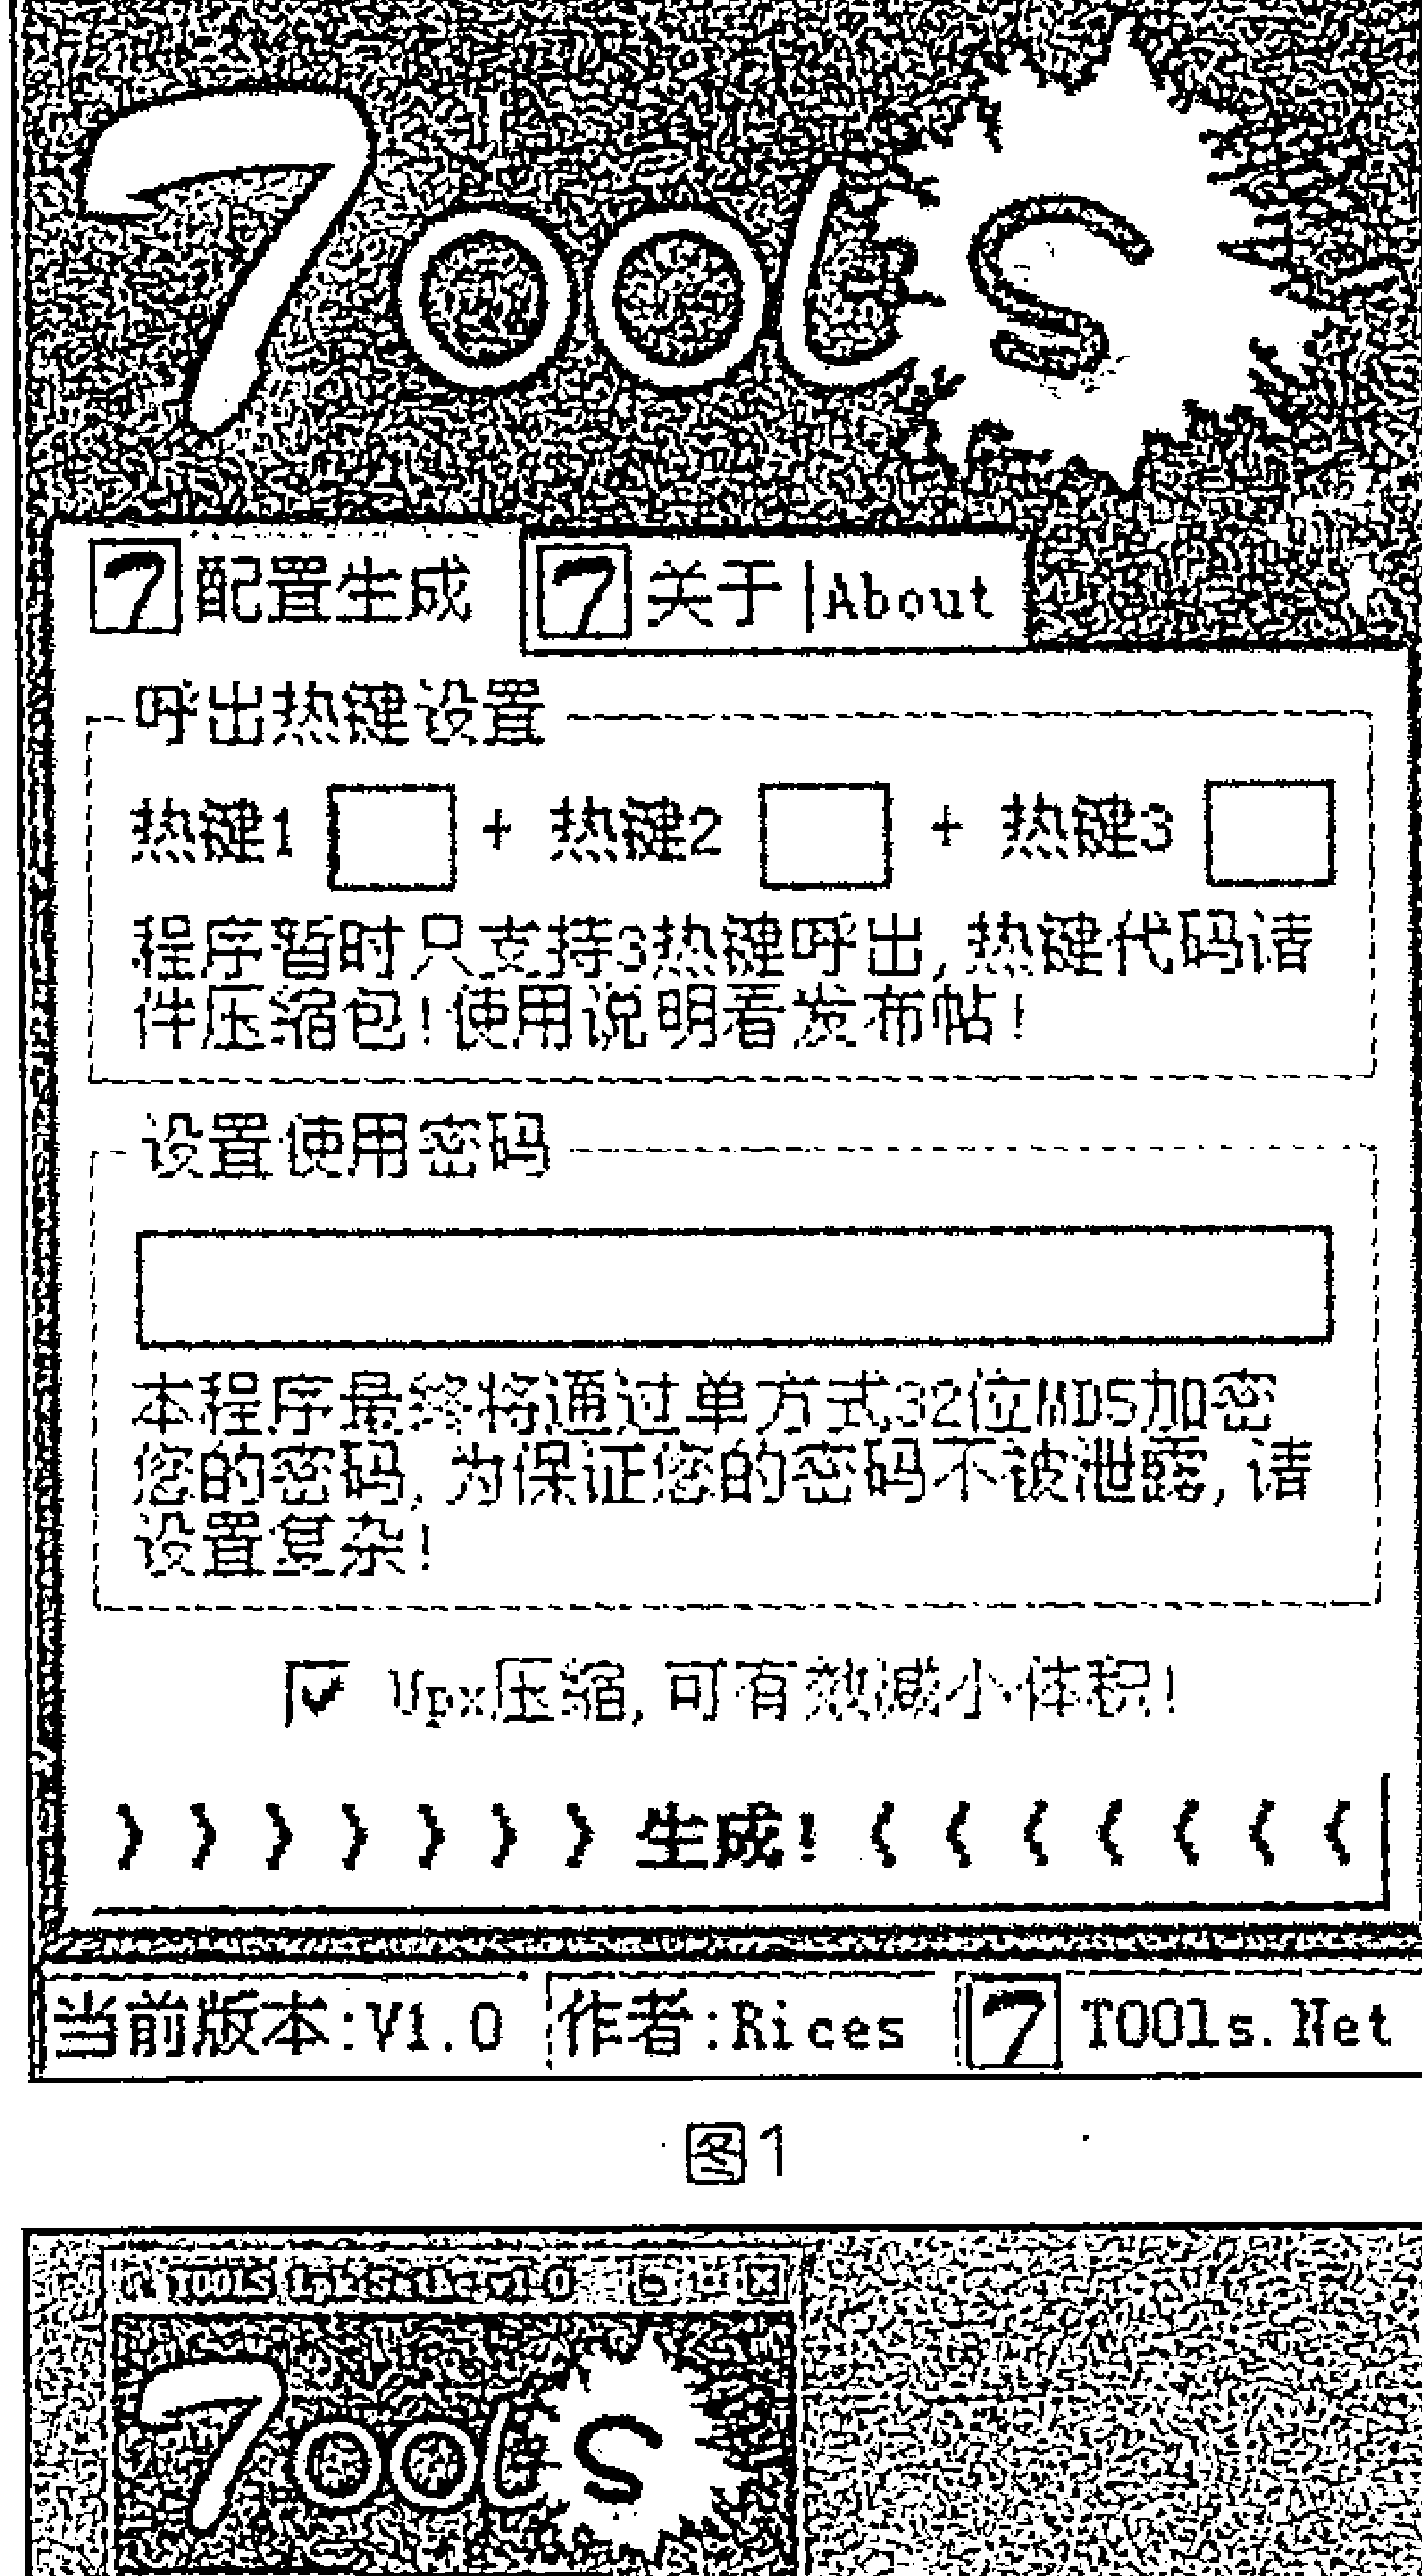 7ooLS
配置生成
关于|About
呼出热键设置
热键1 + 热键2 + 热键3
程序暂时只支持3热键呼出,热键代码请
件压缩包!使用说明看发布帖!
设置使用密码
本程序最终将通过单方式32位MD5加密
您的密码,为保证您的密码不被泄露,请
设置复杂!
Upx压缩,可有效减小体积!
》》》》》》》生成!《《《《《《《
当前版本:V1.0 作者:Rices 7 TOOls.Net
图1
TOOLS
7ooLS